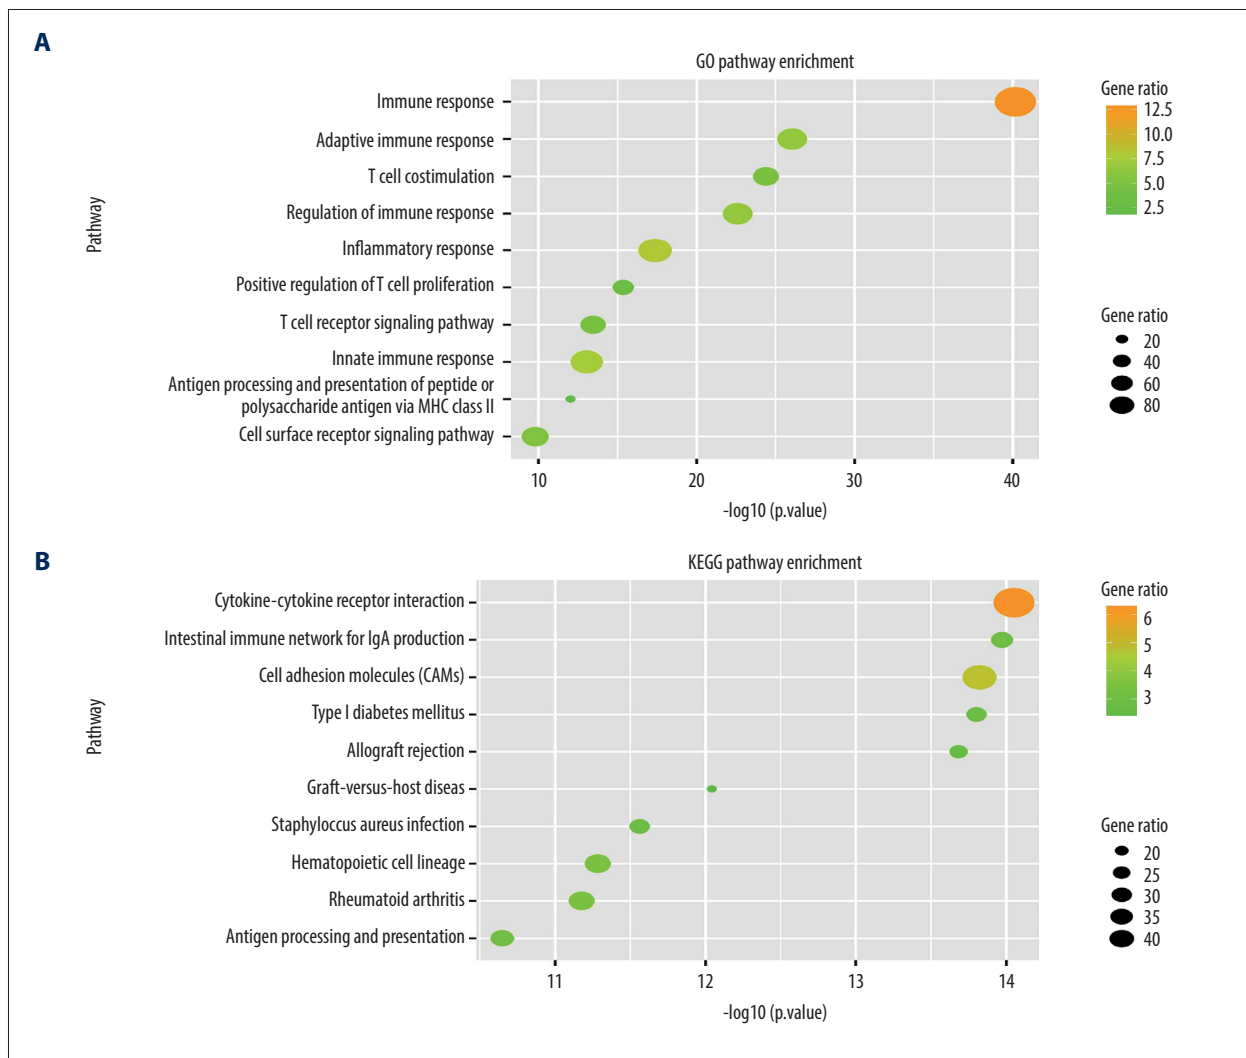 A
GO pathway enrichment
Pathway
Immune response
Adaptive immune response
T cell costimulation
Regulation of immune response
Inflammatory response
Positive regulation of T cell proliferation
T cell receptor signaling pathway
Innate immune response
Antigen processing and presentation of peptide or
polysaccharide antigen via MHC class II
Cell surface receptor signaling pathway
10 20 30 40
-log10 (p.value)
Gene ratio
12.5
10.0
7.5
5.0
2.5
Gene ratio
20
40
60
80
B
KEGG pathway enrichment
Pathway
Cytokine-cytokine receptor interaction
Intestinal immune network for IgA production
Cell adhesion molecules (CAMs)
Type I diabetes mellitus
Allograft rejection
Graft-versus-host diseas
Staphyloccus aureus infection
Hematopoietic cell lineage
Rheumatoid arthritis
Antigen processing and presentation
11 12 13 14
-log10 (p.value)
Gene ratio
6
5
4
3
Gene ratio
20
25
30
35
40